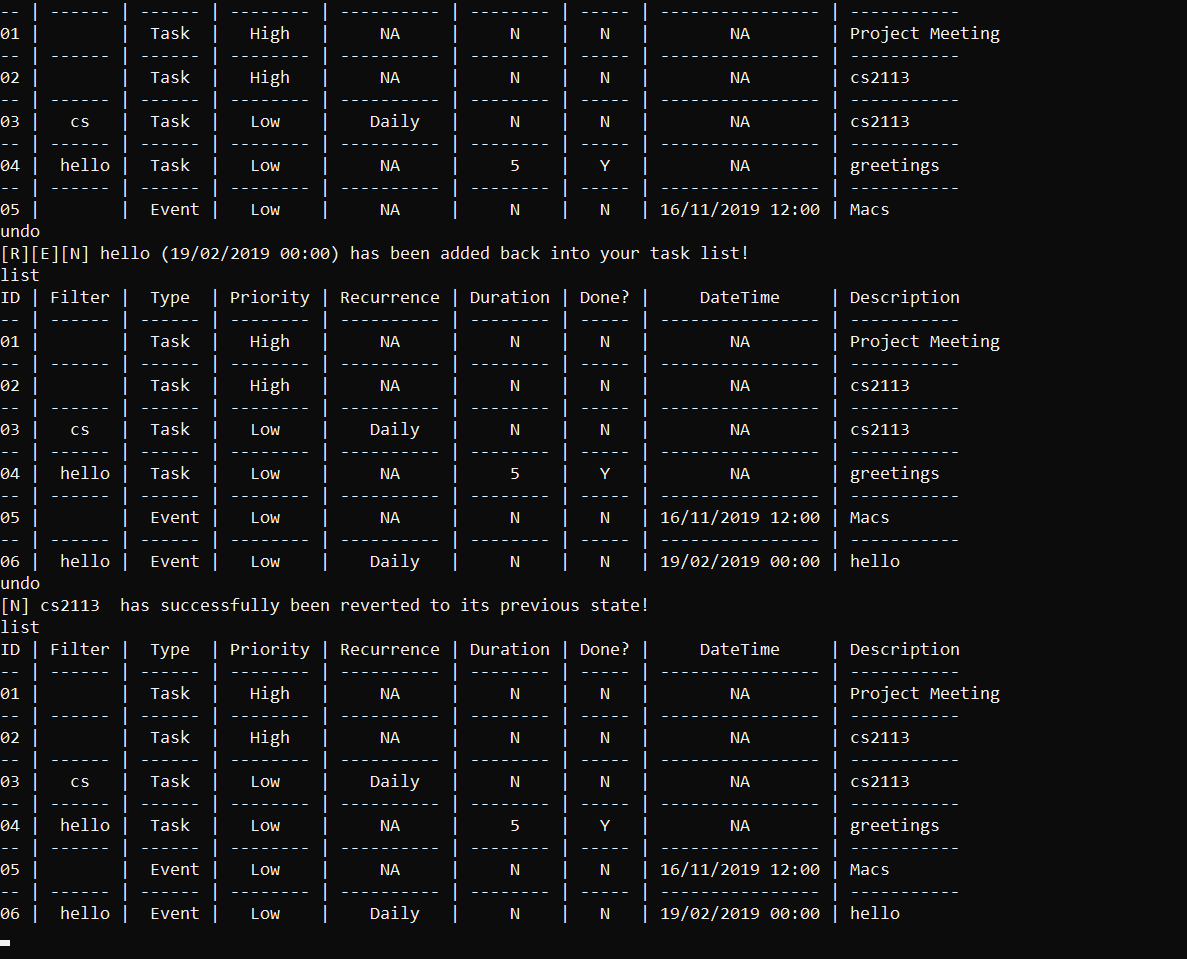 -- | ------ | ------ | -------- | ---------- | -------- | ----- | ---------------- | -----------
01 |        |  Task  |   High   |     NA     |    N     |   N   |        NA        | Project Meeting
-- | ------ | ------ | -------- | ---------- | -------- | ----- | ---------------- | -----------
02 |        |  Task  |   High   |     NA     |    N     |   N   |        NA        | cs2113
-- | ------ | ------ | -------- | ---------- | -------- | ----- | ---------------- | -----------
03 |   cs   |  Task  |   Low    |   Daily    |    N     |   N   |        NA        | cs2113
-- | ------ | ------ | -------- | ---------- | -------- | ----- | ---------------- | -----------
04 |  hello |  Task  |   Low    |     NA     |    5     |   Y   |        NA        | greetings
-- | ------ | ------ | -------- | ---------- | -------- | ----- | ---------------- | -----------
05 |        |  Event |   Low    |     NA     |    N     |   N   | 16/11/2019 12:00 | Macs
undo
[R][E][N] hello (19/02/2019 00:00) has been added back into your task list!
list
ID | Filter |  Type  | Priority | Recurrence | Duration | Done? |     DateTime     | Description
-- | ------ | ------ | -------- | ---------- | -------- | ----- | ---------------- | -----------
01 |        |  Task  |   High   |     NA     |    N     |   N   |        NA        | Project Meeting
-- | ------ | ------ | -------- | ---------- | -------- | ----- | ---------------- | -----------
02 |        |  Task  |   High   |     NA     |    N     |   N   |        NA        | cs2113
-- | ------ | ------ | -------- | ---------- | -------- | ----- | ---------------- | -----------
03 |   cs   |  Task  |   Low    |   Daily    |    N     |   N   |        NA        | cs2113
-- | ------ | ------ | -------- | ---------- | -------- | ----- | ---------------- | -----------
04 |  hello |  Task  |   Low    |     NA     |    5     |   Y   |        NA        | greetings
-- | ------ | ------ | -------- | ---------- | -------- | ----- | ---------------- | -----------
05 |        |  Event |   Low    |     NA     |    N     |   N   | 16/11/2019 12:00 | Macs
-- | ------ | ------ | -------- | ---------- | -------- | ----- | ---------------- | -----------
06 |  hello |  Event |   Low    |   Daily    |    N     |   N   | 19/02/2019 00:00 | hello
undo
[N] cs2113  has successfully been reverted to its previous state!
list
ID | Filter |  Type  | Priority | Recurrence | Duration | Done? |     DateTime     | Description
-- | ------ | ------ | -------- | ---------- | -------- | ----- | ---------------- | -----------
01 |        |  Task  |   High   |     NA     |    N     |   N   |        NA        | Project Meeting
-- | ------ | ------ | -------- | ---------- | -------- | ----- | ---------------- | -----------
02 |        |  Task  |   High   |     NA     |    N     |   N   |        NA        | cs2113
-- | ------ | ------ | -------- | ---------- | -------- | ----- | ---------------- | -----------
03 |   cs   |  Task  |   Low    |   Daily    |    N     |   N   |        NA        | cs2113
-- | ------ | ------ | -------- | ---------- | -------- | ----- | ---------------- | -----------
04 |  hello |  Task  |   Low    |     NA     |    5     |   Y   |        NA        | greetings
-- | ------ | ------ | -------- | ---------- | -------- | ----- | ---------------- | -----------
05 |        |  Event |   Low    |     NA     |    N     |   N   | 16/11/2019 12:00 | Macs
-- | ------ | ------ | -------- | ---------- | -------- | ----- | ---------------- | -----------
06 |  hello |  Event |   Low    |   Daily    |    N     |   N   | 19/02/2019 00:00 | hello